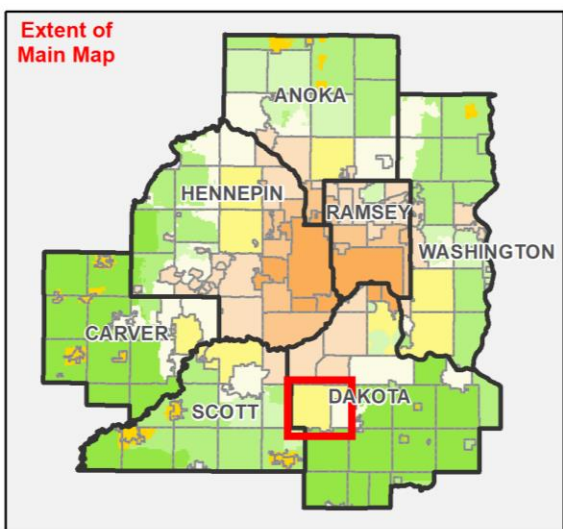 Extent of
Main Map
ANOKA
HENNEPIN
RAMSEY
WASHINGTON
CARVER
SCOTT
DAKOTA